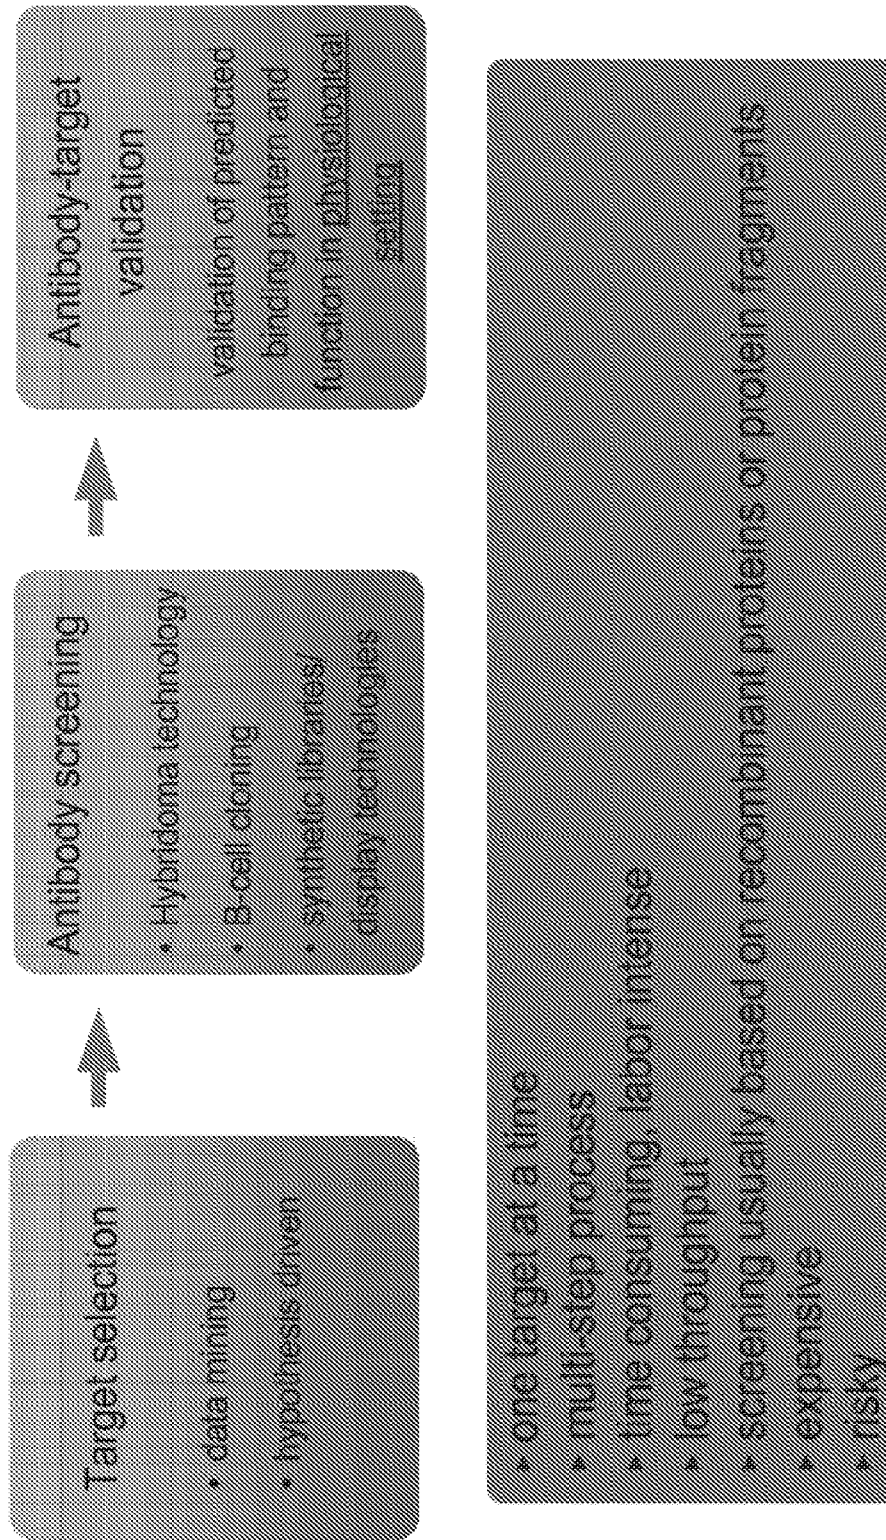 Target selection
• data mining
• hypothesis driven
Antibody screening
• Hybridoma technology
• B-cell cloning
• synthetic libraries/
display technologies
Antibody-target
validation
validation of predicted
binding pattern and
function in physiological
setting
one target at a time
multi-step process
time consuming, labor intense
low throughput
screening usually based on recombinant proteins or protein fragments
expensive
risky